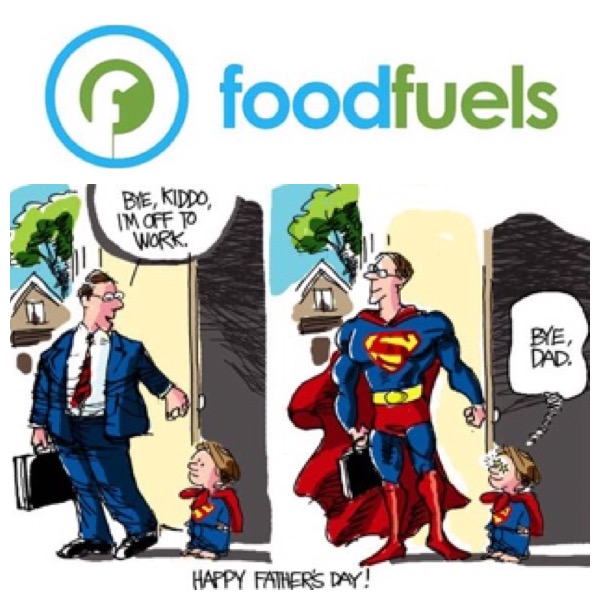 foodfuels
BYE, KIDDO,
I'M OFF TO
WORK.
BYE,
DAD.
HAPPY FATHER'S DAY!